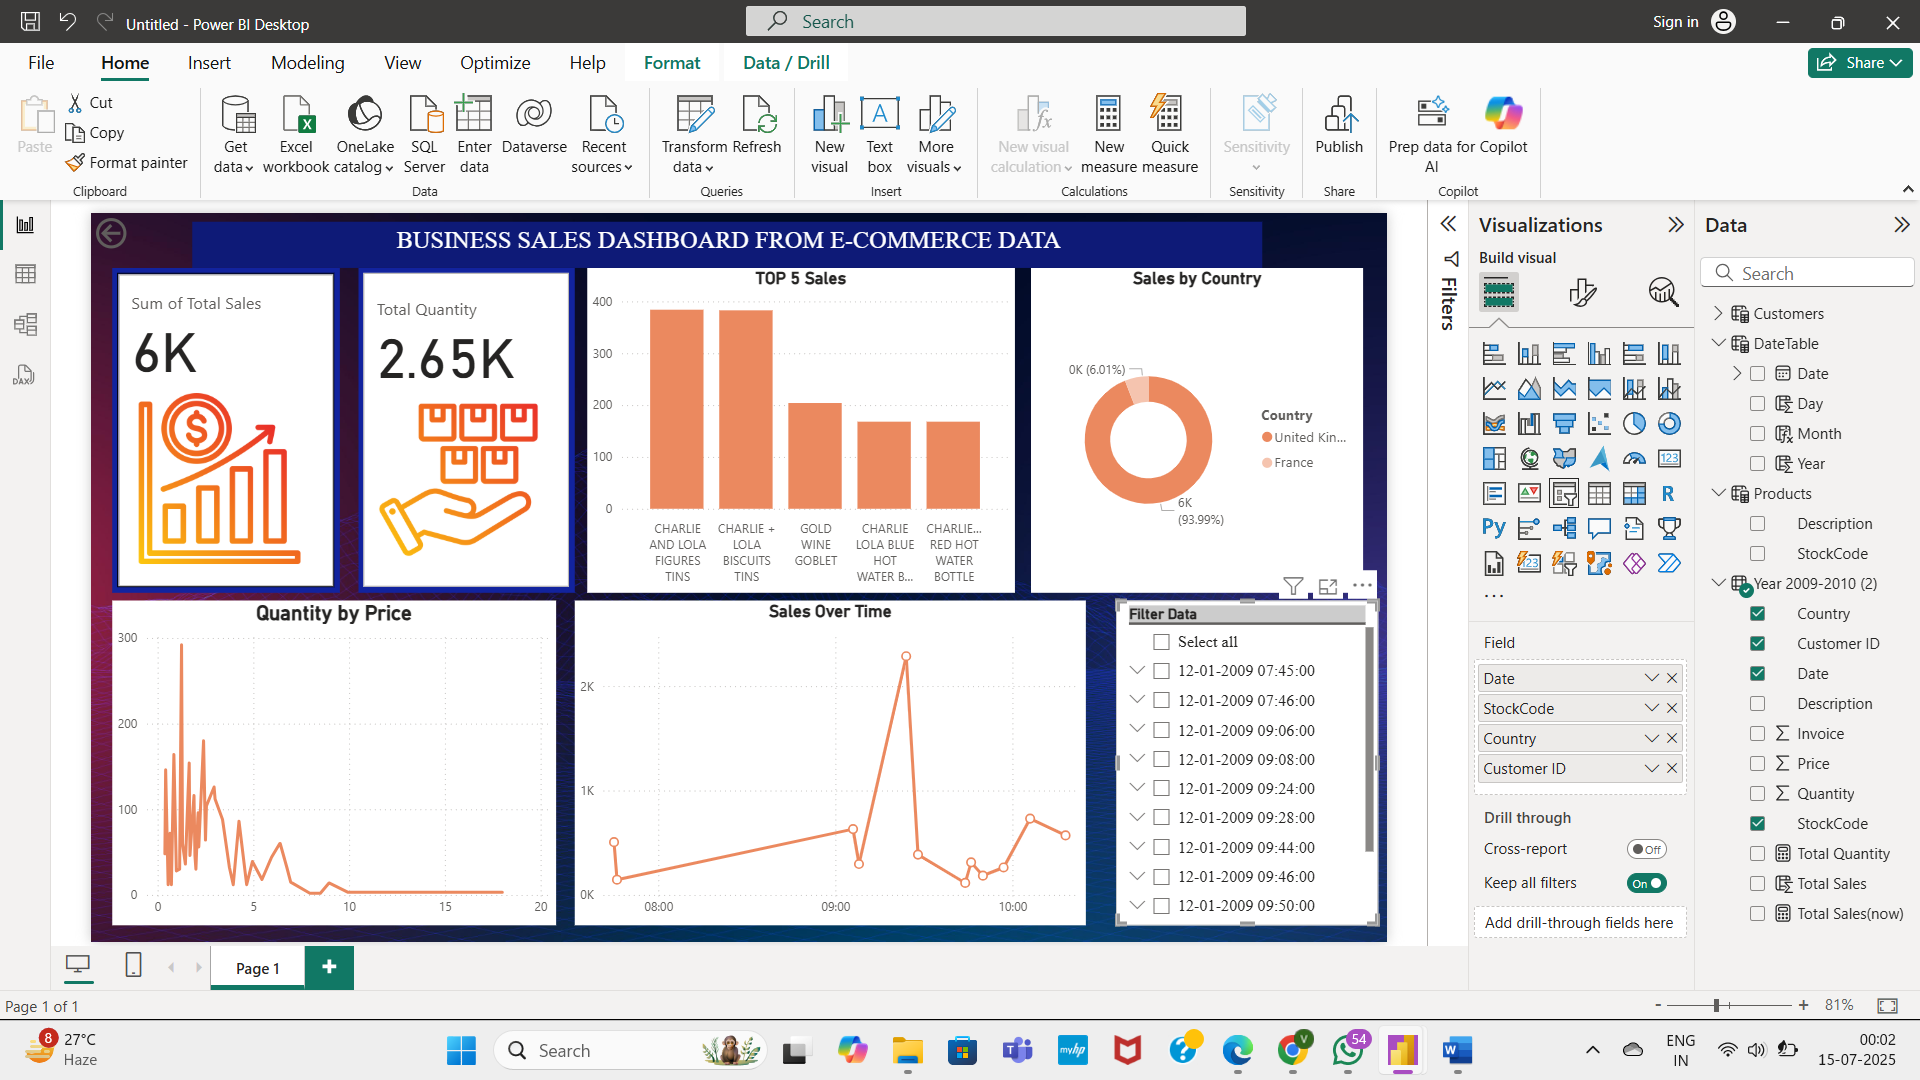 Untitled - Power BI Desktop
Search
Sign in
File
Home
Insert
Modeling
View
Optimize
Help
Format
Data / Drill
Share
Paste
Cut
Copy
Format painter
Clipboard
Get data
Excel workbook
OneLake catalog
SQL Server
Enter data
Dataverse
Recent sources
Data
Transform data
Refresh
Queries
New visual
Text box
A
More visuals
Insert
New visual calculation
New measure
Quick measure
Calculations
Sensitivity
Sensitivity
Publish
Share
Prep data for AI
Copilot
Copilot
BUSINESS SALES DASHBOARD FROM E-COMMERCE DATA
Sum of Total Sales
6K
$
Total Quantity
2.65K
TOP 5 Sales
400
300
200
100
0
CHARLIE AND LOLA FIGURES TINS
CHARLIE + LOLA BISCUITS TINS
GOLD WINE GOBLET
CHARLIE LOLA BLUE HOT WATER B...
CHARLIE... RED HOT WATER BOTTLE
Sales by Country
0K (6.01%)
6K
(93.99%)
Country
United Kin...
France
Quantity by Price
300
200
100
0
0
5
10
15
20
Sales Over Time
2K
1K
0K
08:00
09:00
10:00
Filter Data
Select all
12-01-2009 07:45:00
12-01-2009 07:46:00
12-01-2009 09:06:00
12-01-2009 09:08:00
12-01-2009 09:24:00
12-01-2009 09:28:00
12-01-2009 09:44:00
12-01-2009 09:46:00
12-01-2009 09:50:00
Filters
Visualizations
Build visual
123
R
Py
123
Field
Date
StockCode
Country
Customer ID
Drill through
Cross-report
Off
Keep all filters
On
Add drill-through fields here
Data
Search
Customers
DateTable
Date
Day
Month
Year
Products
Description
StockCode
Year 2009-2010 (2)
Country
Customer ID
Date
Description
Invoice
Price
Quantity
StockCode
Total Quantity
Total Sales
Total Sales(now)
DAX
Page 1
Page 1 of 1
81%
8
27°C
Haze
Search
myhp
V
54
W
ENG
IN
00:02
15-07-2025